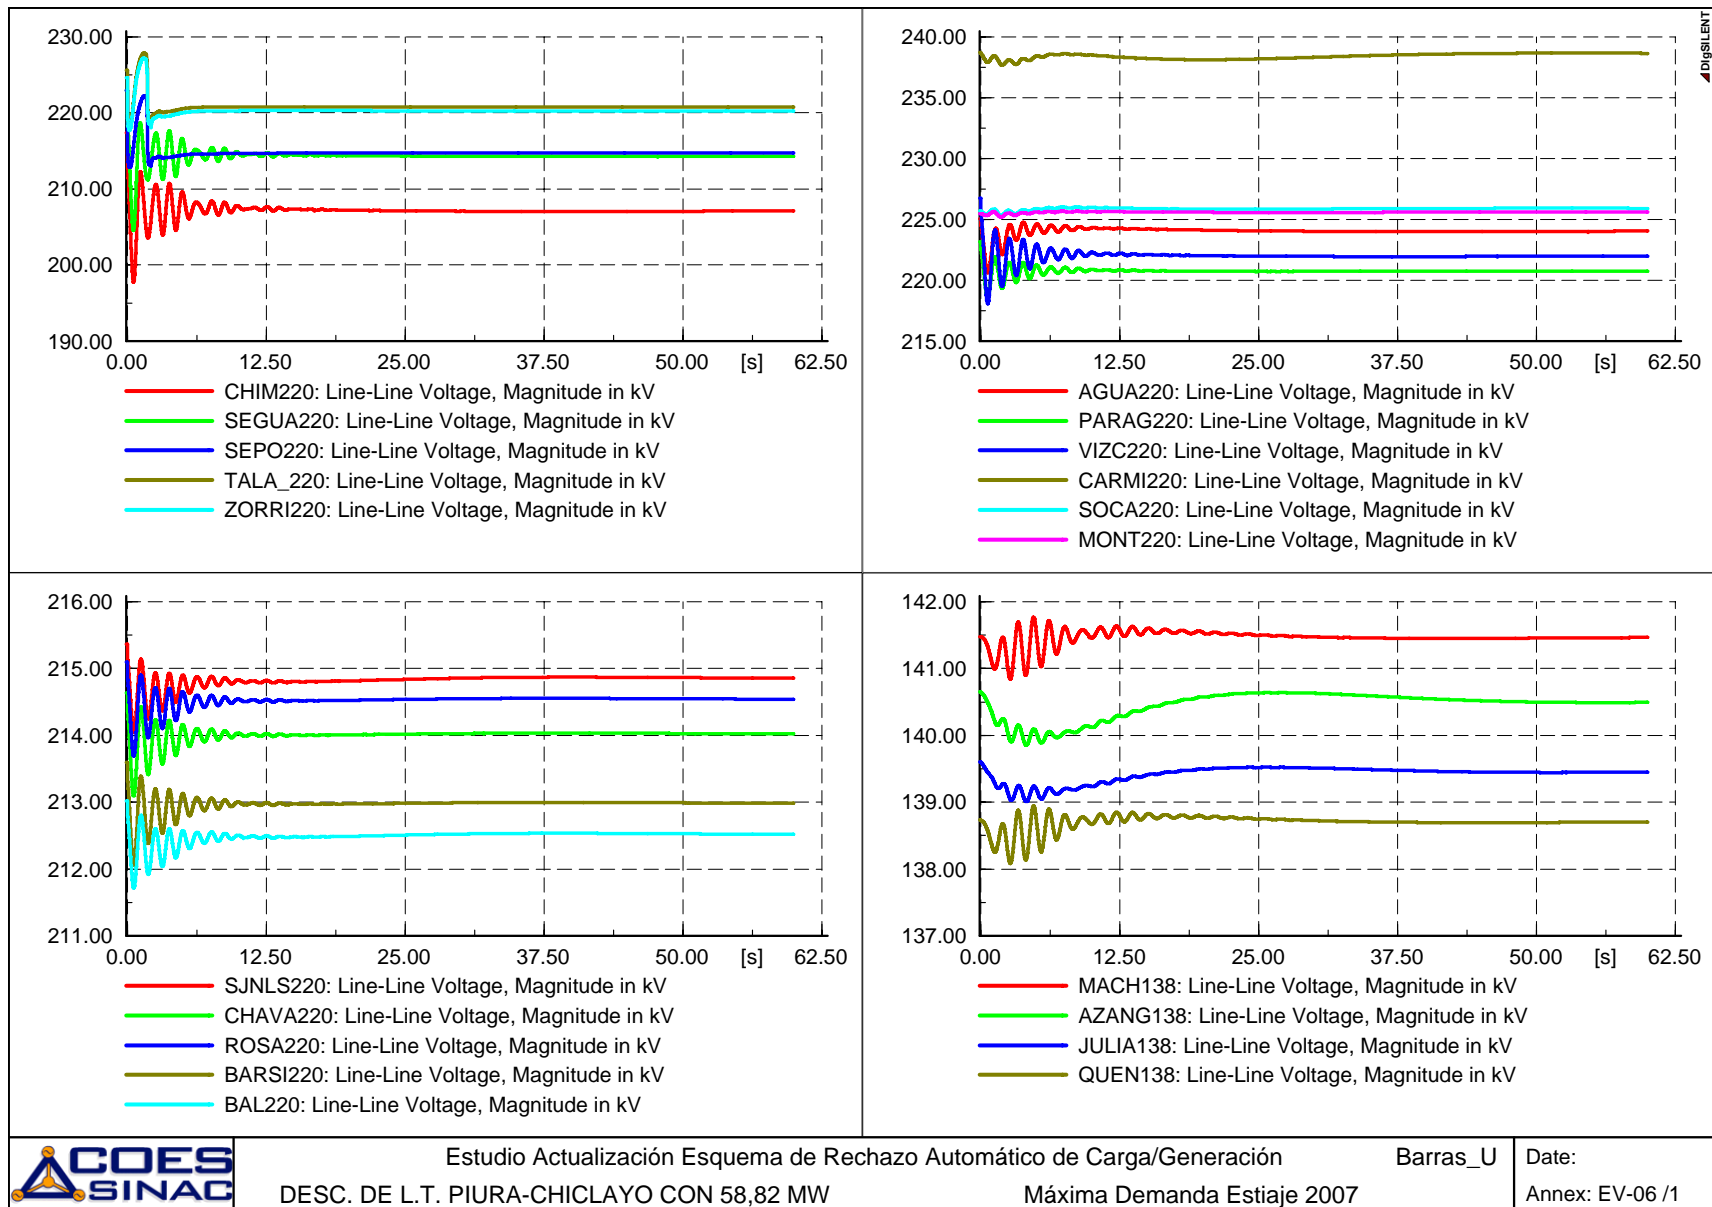 230.00
220.00
210.00
200.00
190.00
0.00 12.50 25.00 37.50 50.00 [s] 62.50
CHIM220: Line-Line Voltage, Magnitude in kV
SEGUA220: Line-Line Voltage, Magnitude in kV
SEPO220: Line-Line Voltage, Magnitude in kV
TALA_220: Line-Line Voltage, Magnitude in kV
ZORRI220: Line-Line Voltage, Magnitude in kV
240.00
235.00
230.00
225.00
220.00
215.00
0.00 12.50 25.00 37.50 50.00 [s] 62.50
AGUA220: Line-Line Voltage, Magnitude in kV
PARAG220: Line-Line Voltage, Magnitude in kV
VIZC220: Line-Line Voltage, Magnitude in kV
CARMI220: Line-Line Voltage, Magnitude in kV
SOCA220: Line-Line Voltage, Magnitude in kV
MONT220: Line-Line Voltage, Magnitude in kV
DIgSILENT
216.00
215.00
214.00
213.00
212.00
211.00
0.00 12.50 25.00 37.50 50.00 [s] 62.50
SJNLS220: Line-Line Voltage, Magnitude in kV
CHAVA220: Line-Line Voltage, Magnitude in kV
ROSA220: Line-Line Voltage, Magnitude in kV
BARSI220: Line-Line Voltage, Magnitude in kV
BAL220: Line-Line Voltage, Magnitude in kV
142.00
141.00
140.00
139.00
138.00
137.00
0.00 12.50 25.00 37.50 50.00 [s] 62.50
MACH138: Line-Line Voltage, Magnitude in kV
AZANG138: Line-Line Voltage, Magnitude in kV
JULIA138: Line-Line Voltage, Magnitude in kV
QUEN138: Line-Line Voltage, Magnitude in kV
COES
SINAC
Estudio Actualización Esquema de Rechazo Automático de Carga/Generación Barras_U
DESC. DE L.T. PIURA-CHICLAYO CON 58,82 MW Máxima Demanda Estiaje 2007
Date:
Annex: EV-06 /1